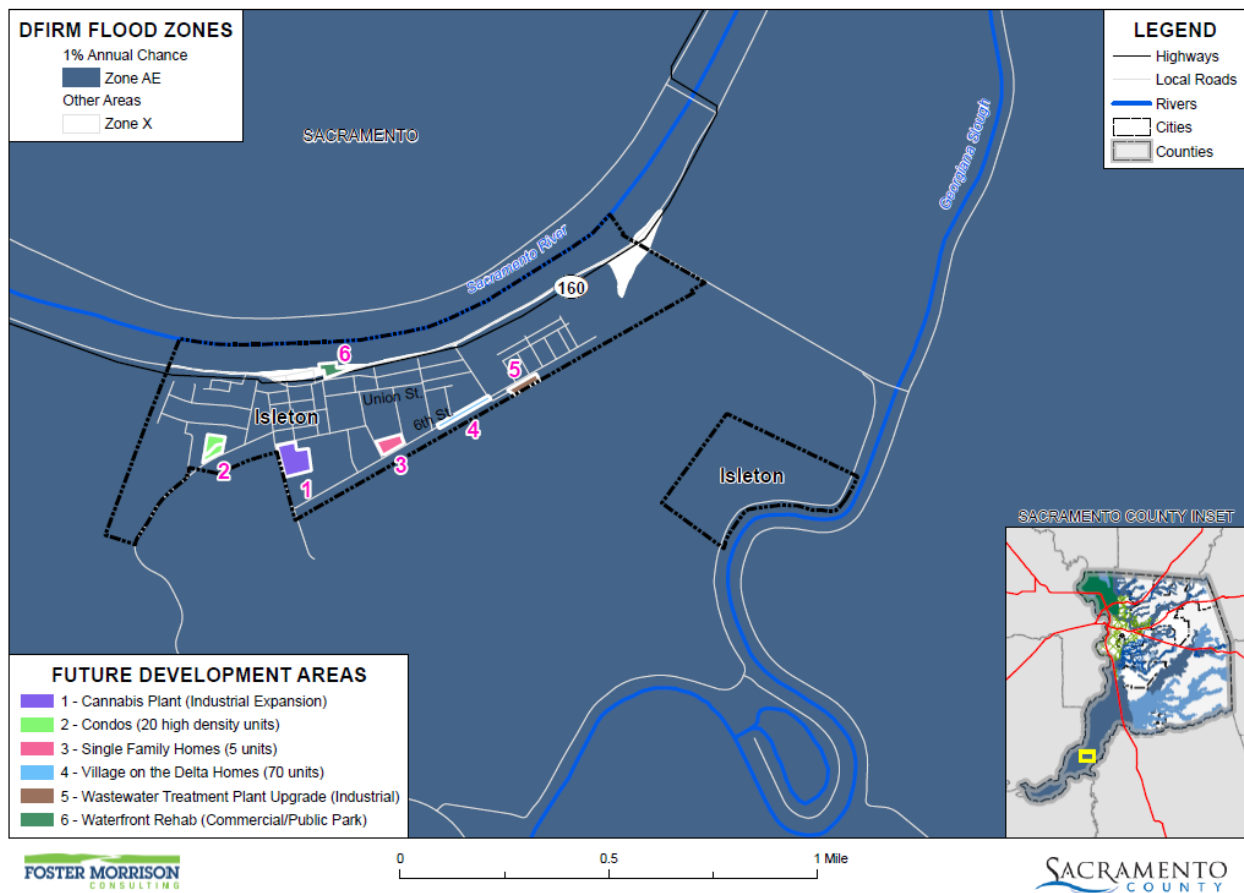 DFIRM FLOOD ZONES
1% Annual Chance
Zone AE
Other Areas
Zone X
LEGEND
Highways
Local Roads
Rivers
Cities
Counties
SACRAMENTO
Georgiana Slough
Sacramento River
160
6
5
Union St.
Isleton
6th St.
4
3
2
1
Isleton
SACRAMENTO COUNTY INSET
FUTURE DEVELOPMENT AREAS
1 - Cannabis Plant (Industrial Expansion)
2 - Condos (20 high density units)
3 - Single Family Homes (5 units)
4 - Village on the Delta Homes (70 units)
5 - Wastewater Treatment Plant Upgrade (Industrial)
6 - Waterfront Rehab (Commercial/Public Park)
FOSTER MORRISON
CONSULTING
0 0.5 1 Mile
SACRAMENTO
COUNTY